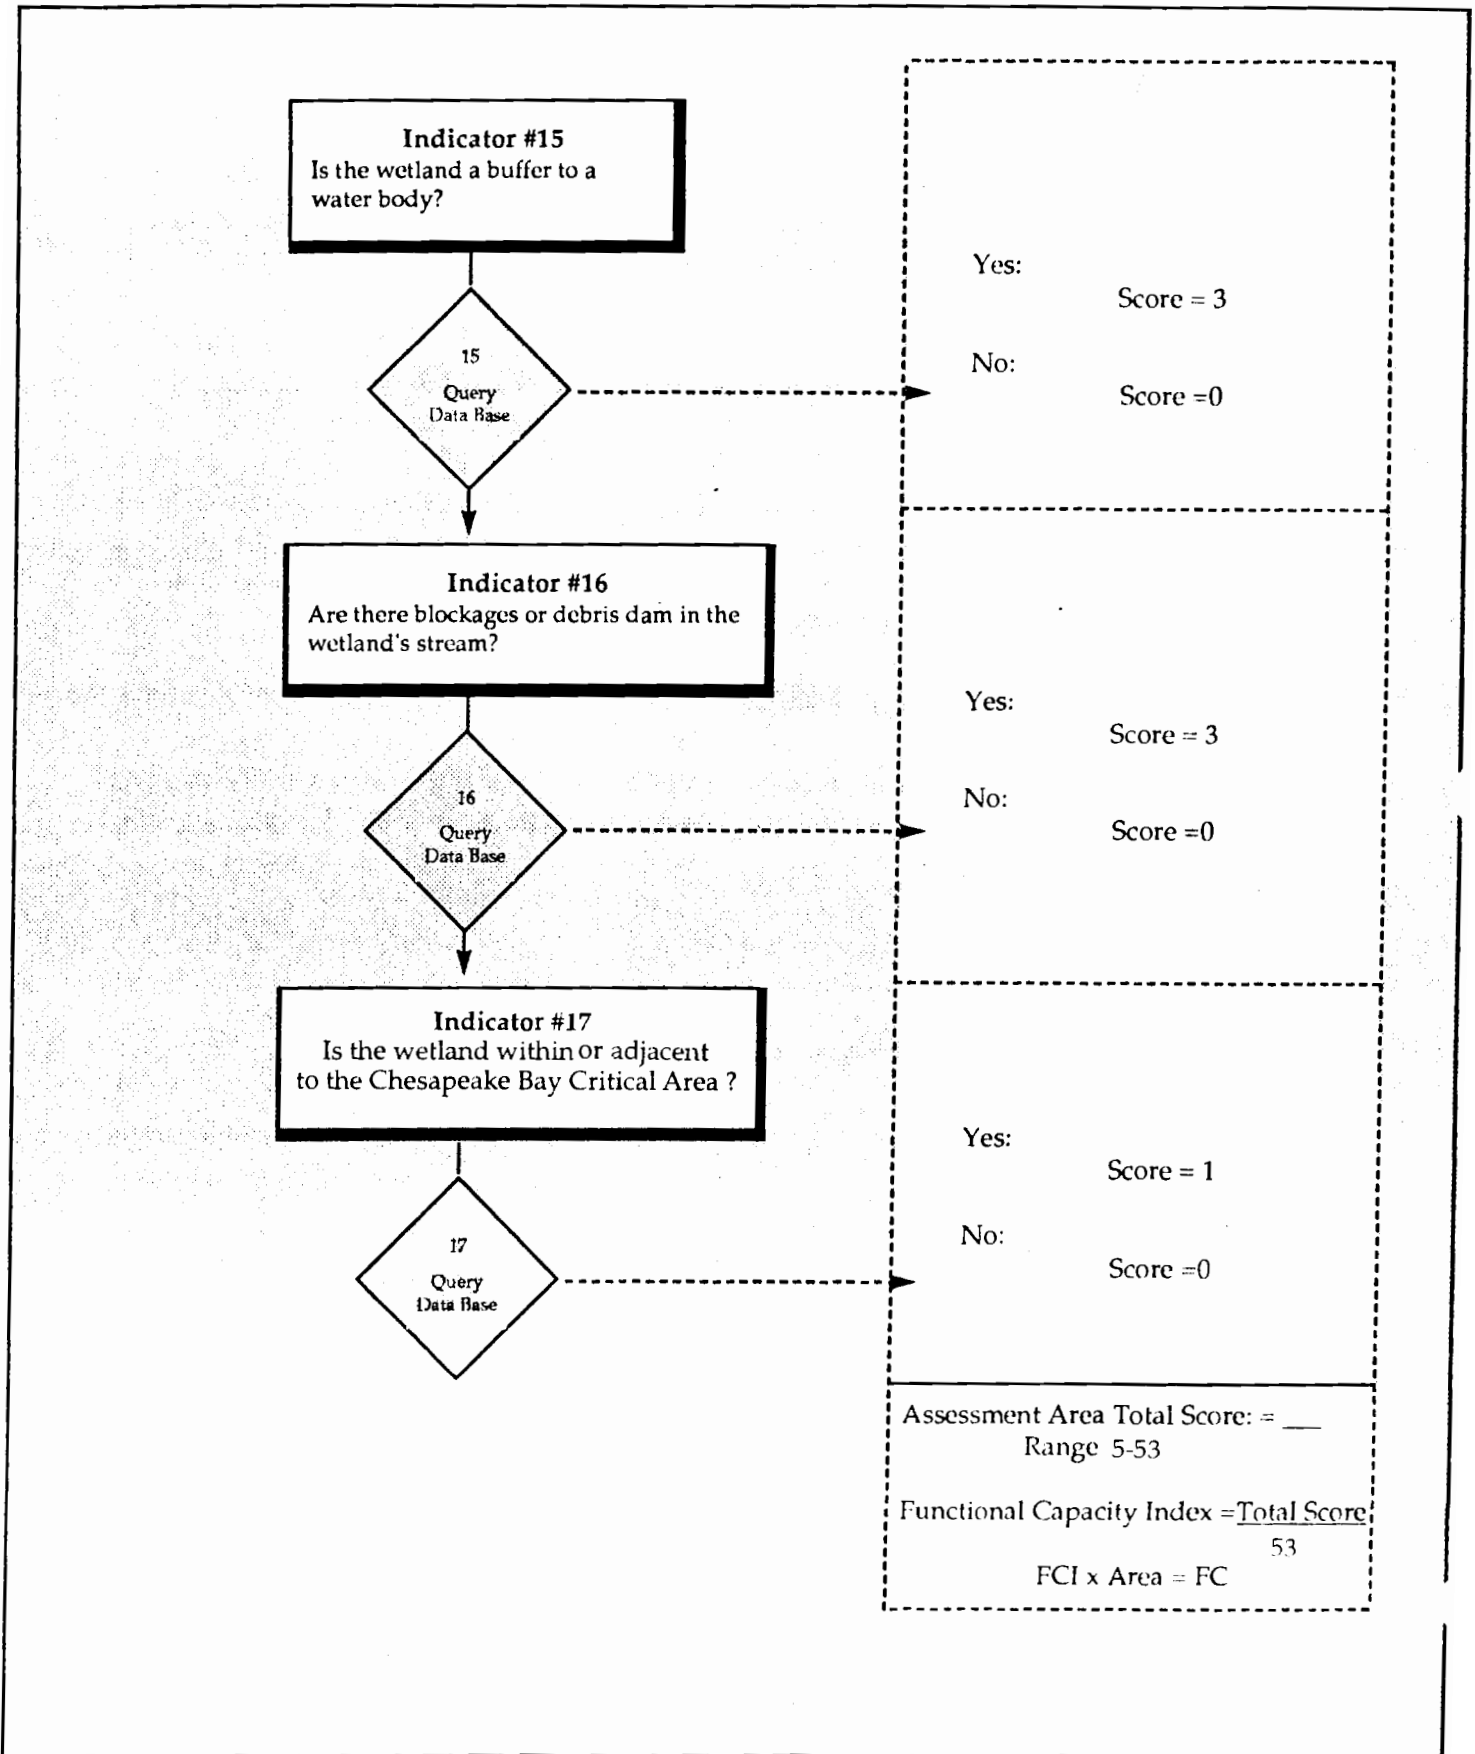 Indicator #15
Is the wetland a buffer to a
water body?
Yes:
Score = 3
No:
Score =0
15
Query
Data Base
Indicator #16
Are there blockages or debris dam in the
wetland's stream?
Yes:
Score = 3
No:
Score =0
16
Query
Data Base
Indicator #17
Is the wetland within or adjacent
to the Chesapeake Bay Critical Area ?
Yes:
Score = 1
No:
Score =0
17
Query
Data Base
Assessment Area Total Score: = ___
Range 5-53
Functional Capacity Index =Total Score
53
FCI x Area = FC